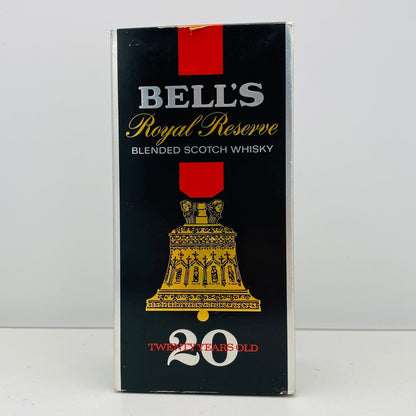 BELL'S
Royal Reserve
BLENDED SCOTCH WHISKY
20
TWENTY YEARS OLD